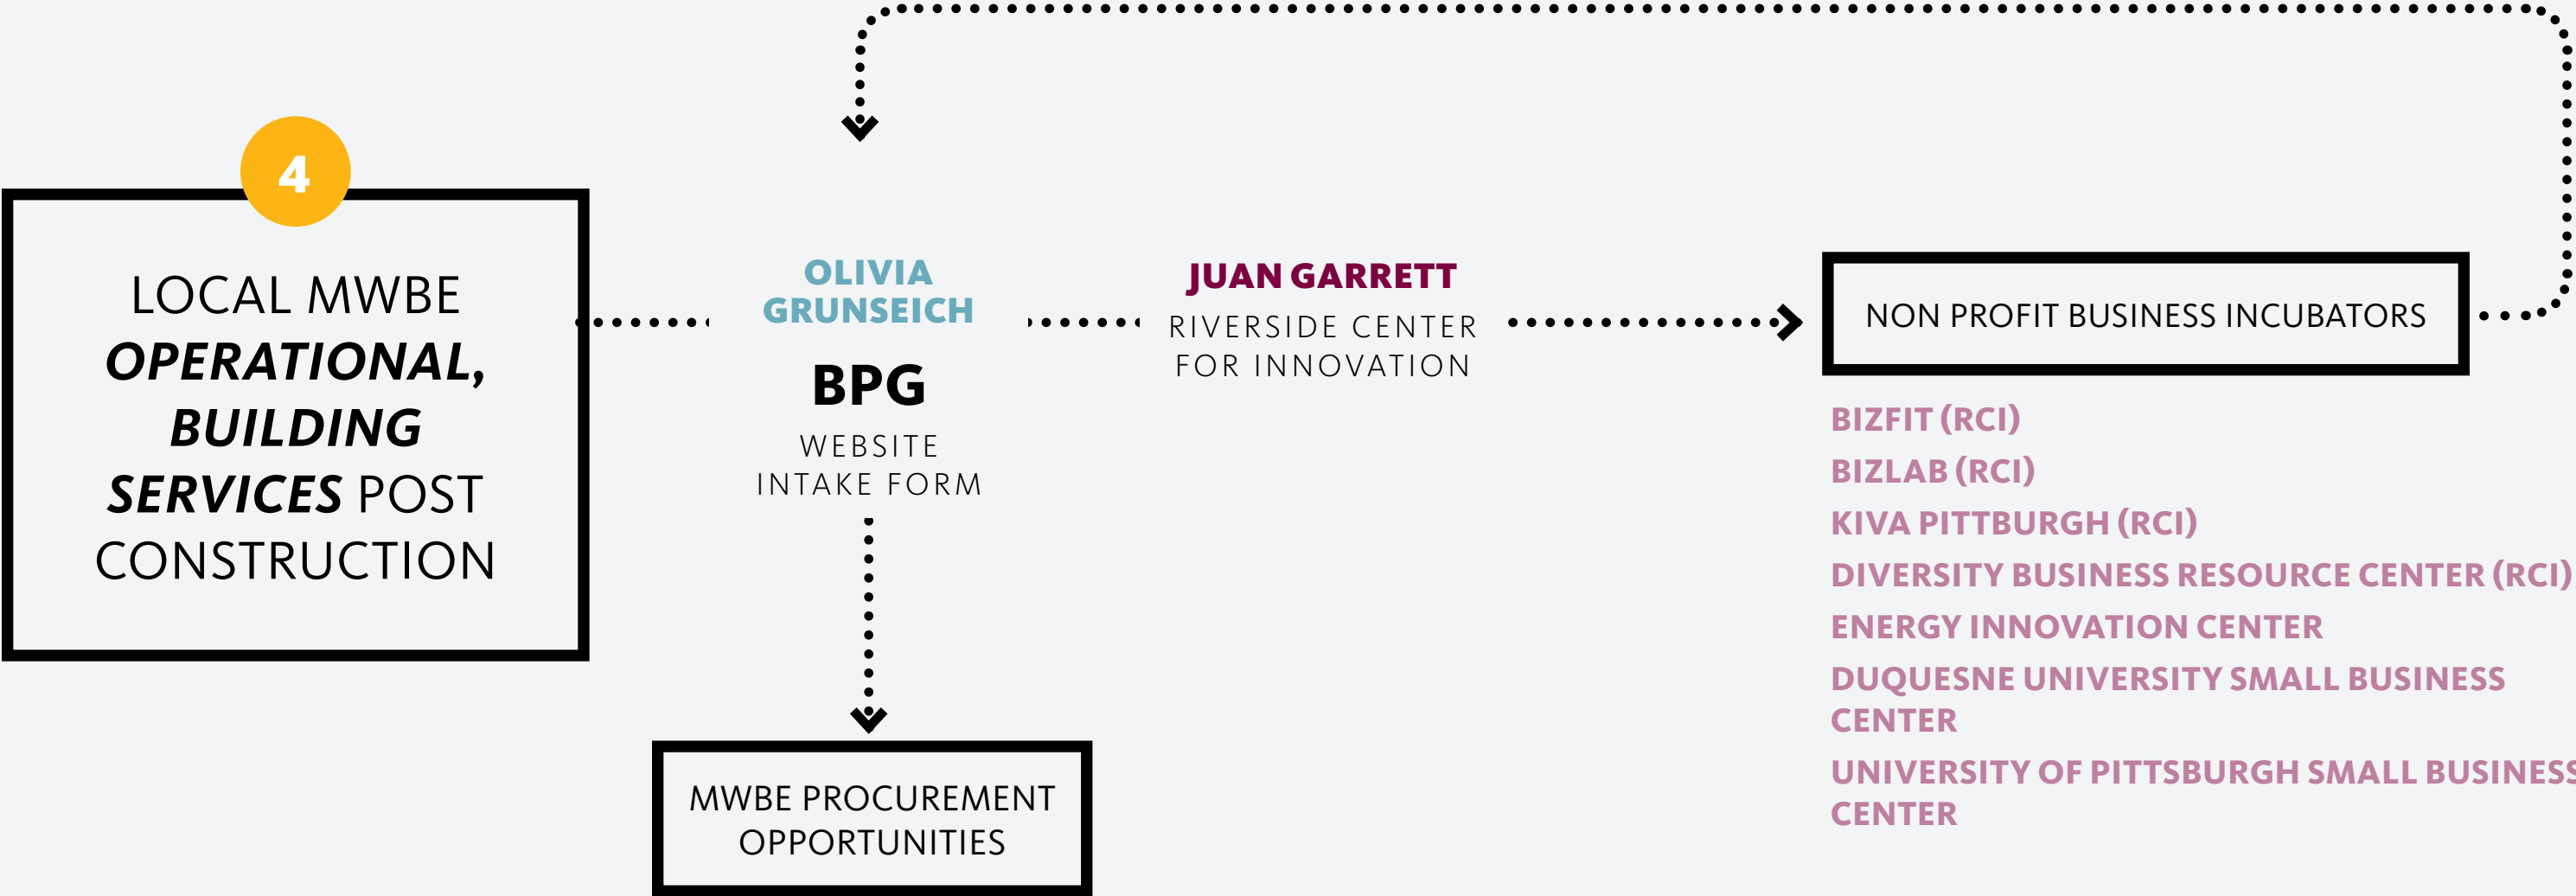 4
LOCAL MWBE
OPERATIONAL,
BUILDING
SERVICES POST
CONSTRUCTION
OLIVIA
GRUNSEICH
BPG
WEBSITE
INTAKE FORM
MWBE PROCUREMENT
OPPORTUNITIES
JUAN GARRETT
RIVERSIDE CENTER
FOR INNOVATION
NON PROFIT BUSINESS INCUBATORS
BIZFIT (RCI)
BIZLAB (RCI)
KIVA PITTBURGH (RCI)
DIVERSITY BUSINESS RESOURCE CENTER (RCI)
ENERGY INNOVATION CENTER
DUQUESNE UNIVERSITY SMALL BUSINESS
CENTER
UNIVERSITY OF PITTSBURGH SMALL BUSINESS
CENTER